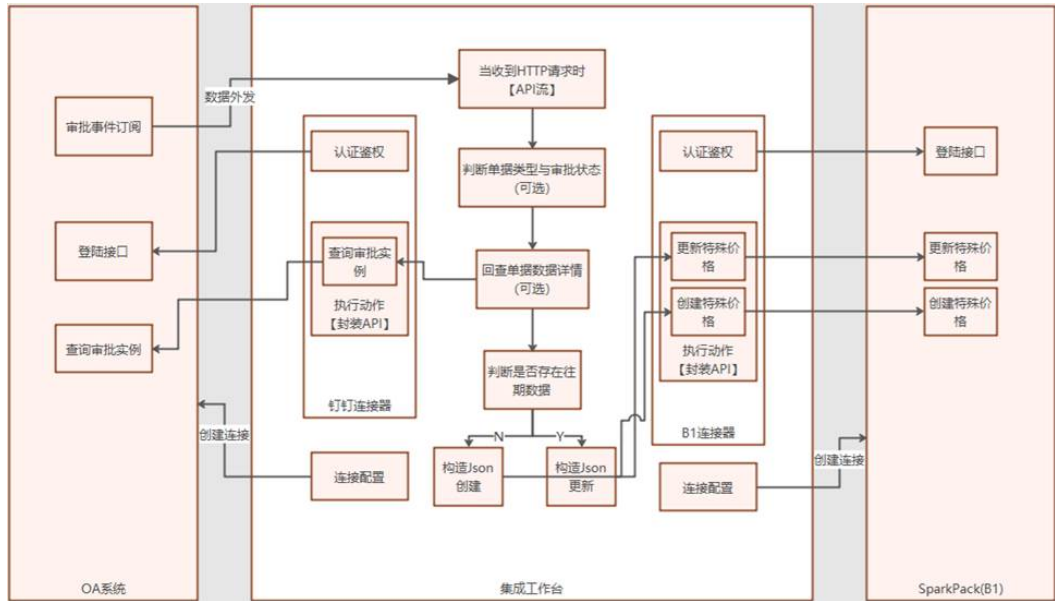 当收到HTTP请求时
【API流】
数据外发
审批事件订阅
认证鉴权
判断单据类型与审批状态
(可选)
认证鉴权
登陆接口
登陆接口
查询审批实
例
执行动作
【封装API】
回查单据数据详情
(可选)
更新特殊价
格
更新特殊价
格
创建特殊价
格
创建特殊价
格
执行动作
【封装API】
查询审批实例
判断是否存在往
期数据
钉钉连接器
B1连接器
N
Y
创建连接
创建连接
连接配置
构造Json
创建
构造Json
更新
连接配置
OA系统
集成工作台
SparkPack(B1)